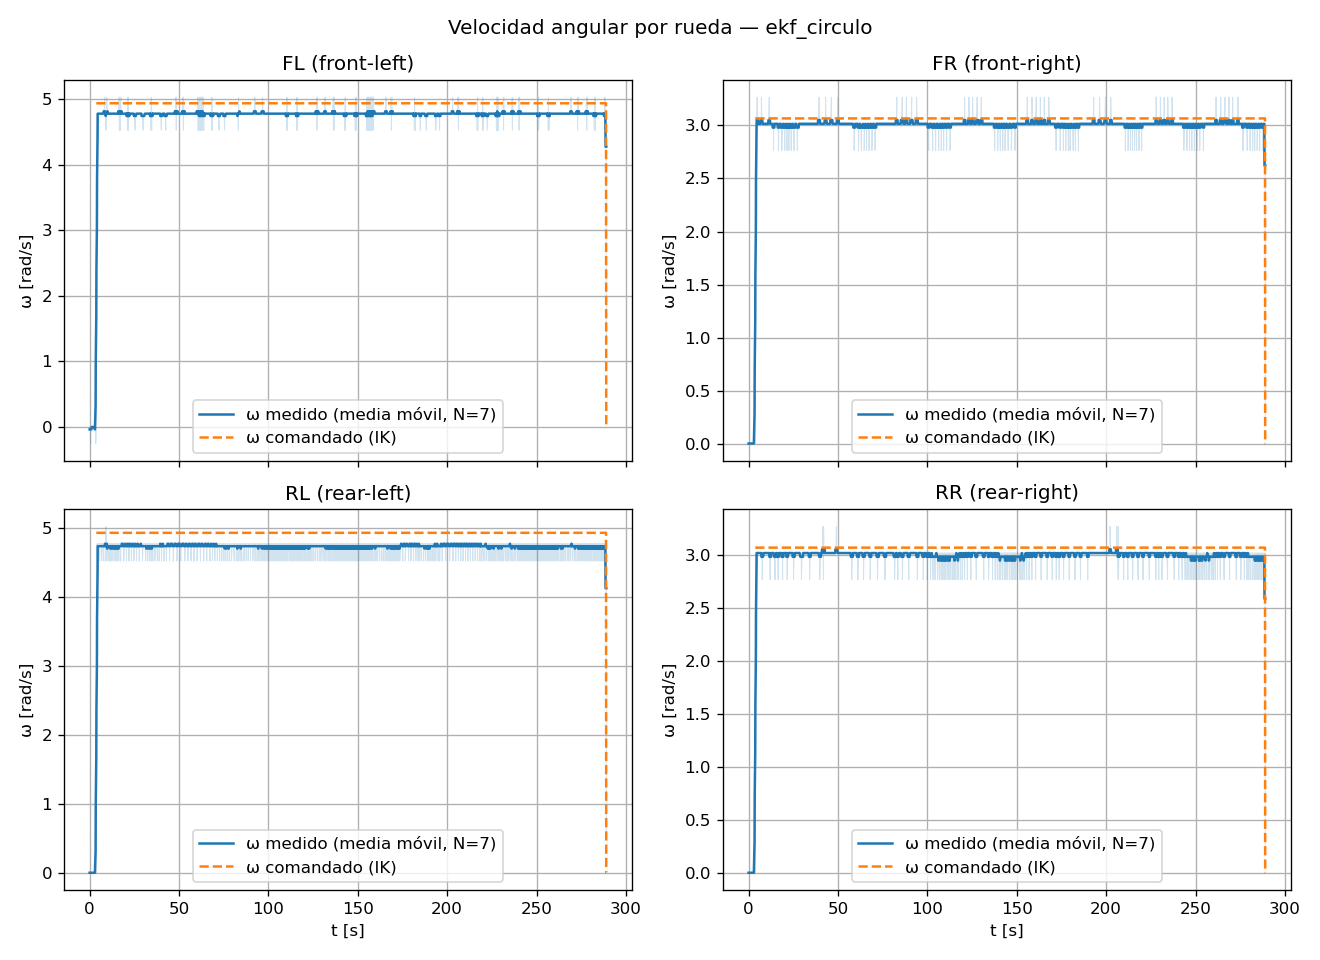 Velocidad angular por rueda — ekf_circulo
FL (front-left)
ω [rad/s]
5
4
3
2
1
0
ω medido (media móvil, N=7)
ω comandado (IK)
FR (front-right)
ω [rad/s]
3.0
2.5
2.0
1.5
1.0
0.5
0.0
ω medido (media móvil, N=7)
ω comandado (IK)
RL (rear-left)
ω [rad/s]
5
4
3
2
1
0
ω medido (media móvil, N=7)
ω comandado (IK)
0 50 100 150 200 250 300
t [s]
RR (rear-right)
ω [rad/s]
3.0
2.5
2.0
1.5
1.0
0.5
0.0
ω medido (media móvil, N=7)
ω comandado (IK)
0 50 100 150 200 250 300
t [s]